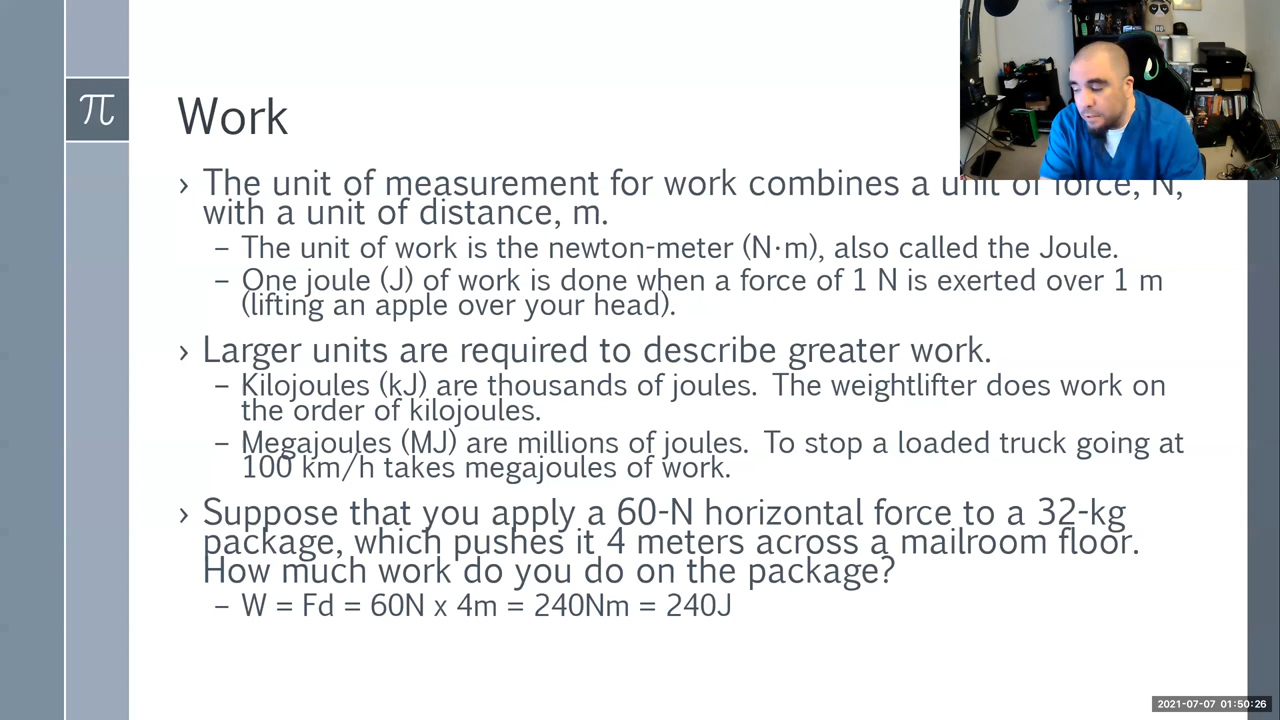 π
Work
› The unit of measurement for work combines a unit of force, N,
with a unit of distance, m.
– The unit of work is the newton-meter (N·m), also called the Joule.
– One joule (J) of work is done when a force of 1 N is exerted over 1 m
(lifting an apple over your head).
› Larger units are required to describe greater work.
– Kilojoules (kJ) are thousands of joules. The weightlifter does work on
the order of kilojoules.
– Megajoules (MJ) are millions of joules. To stop a loaded truck going at
100 km/h takes megajoules of work.
› Suppose that you apply a 60-N horizontal force to a 32-kg
package, which pushes it 4 meters across a mailroom floor.
How much work do you do on the package?
– W = Fd = 60N x 4m = 240Nm = 240J
2021-07-07 01:50:26